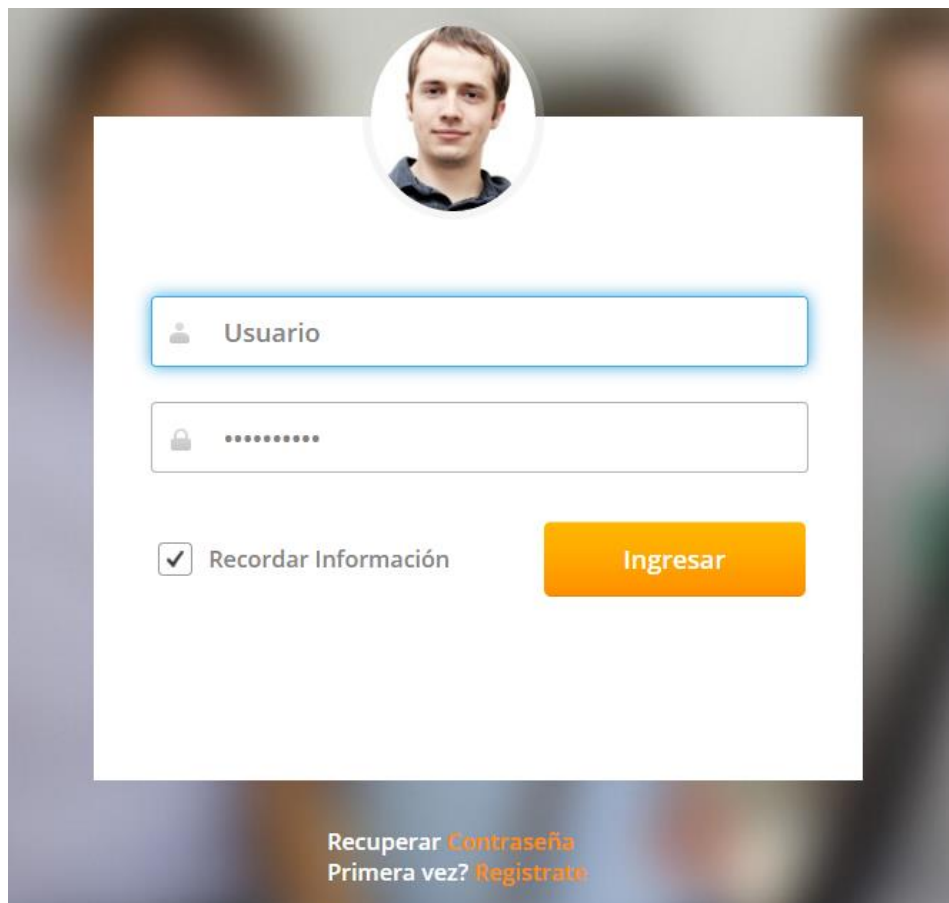 Usuario
••••••••••
Recordar Información
Ingresar
Recuperar Contraseña
Primera vez? Registrate